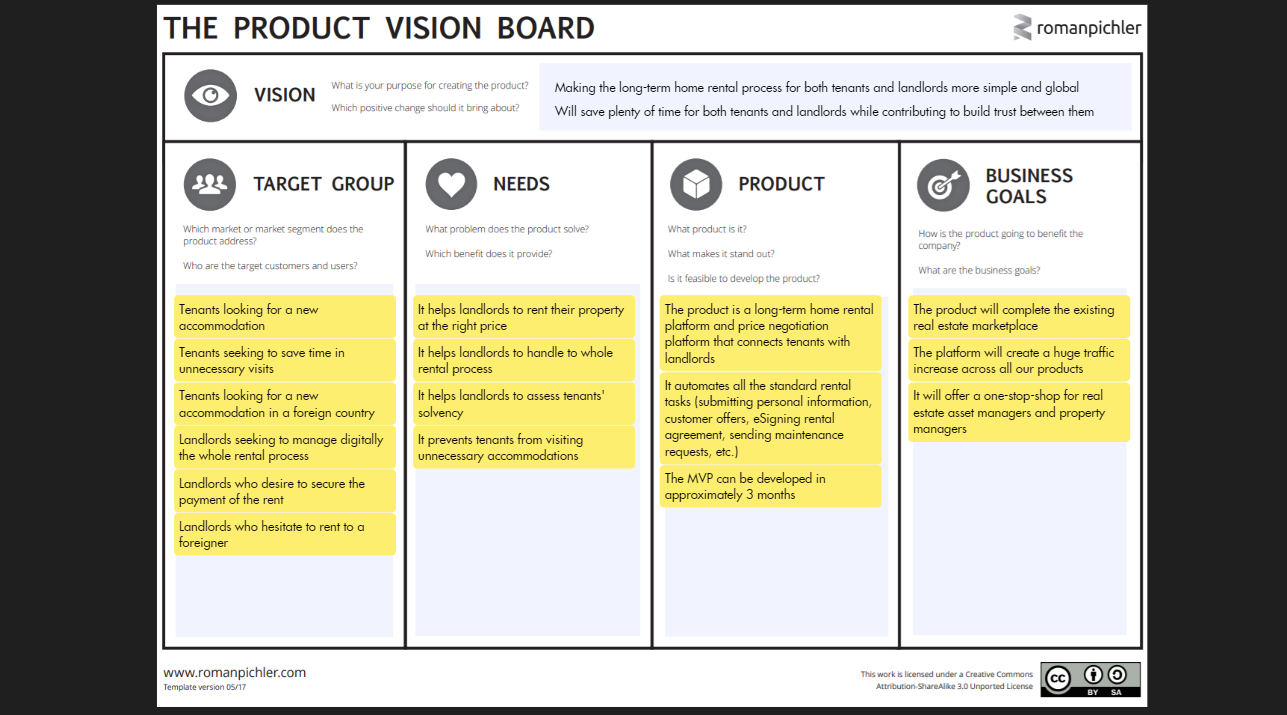 THE PRODUCT VISION BOARD
romanpichler
VISION
What is your purpose for creating the product?
Which positive change should it bring about?
Making the long-term home rental process for both tenants and landlords more simple and global
Will save plenty of time for both tenants and landlords while contributing to build trust between them
TARGET GROUP
Which market or market segment does the
product address?
Who are the target customers and users?
Tenants looking for a new
accommodation
Tenants seeking to save time in
unnecessary visits
Tenants looking for a new
accommodation in a foreign country
Landlords seeking to manage digitally
the whole rental process
Landlords who desire to secure the
payment of the rent
Landlords who hesitate to rent to a
foreigner
NEEDS
What problem does the product solve?
Which benefit does it provide?
It helps landlords to rent their property
at the right price
It helps landlords to handle to whole
rental process
It helps landlords to assess tenants'
solvency
It prevents tenants from visiting
unnecessary accommodations
PRODUCT
What product is it?
What makes it stand out?
Is it feasible to develop the product?
The product is a long-term home rental
platform and price negotiation
platform that connects tenants with
landlords
It automates all the standard rental
tasks (submitting personal information,
customer offers, eSigning rental
agreement, sending maintenance
requests, etc.)
The MVP can be developed in
approximately 3 months
BUSINESS
GOALS
How is the product going to benefit the
company?
What are the business goals?
The product will complete the existing
real estate marketplace
The platform will create a huge traffic
increase across all our products
It will offer a one-stop-shop for real
estate asset managers and property
managers
www.romanpichler.com
Template version 05/17
This work is licensed under a Creative Commons
Attribution-ShareAlike 3.0 Unported License
cc
BY SA